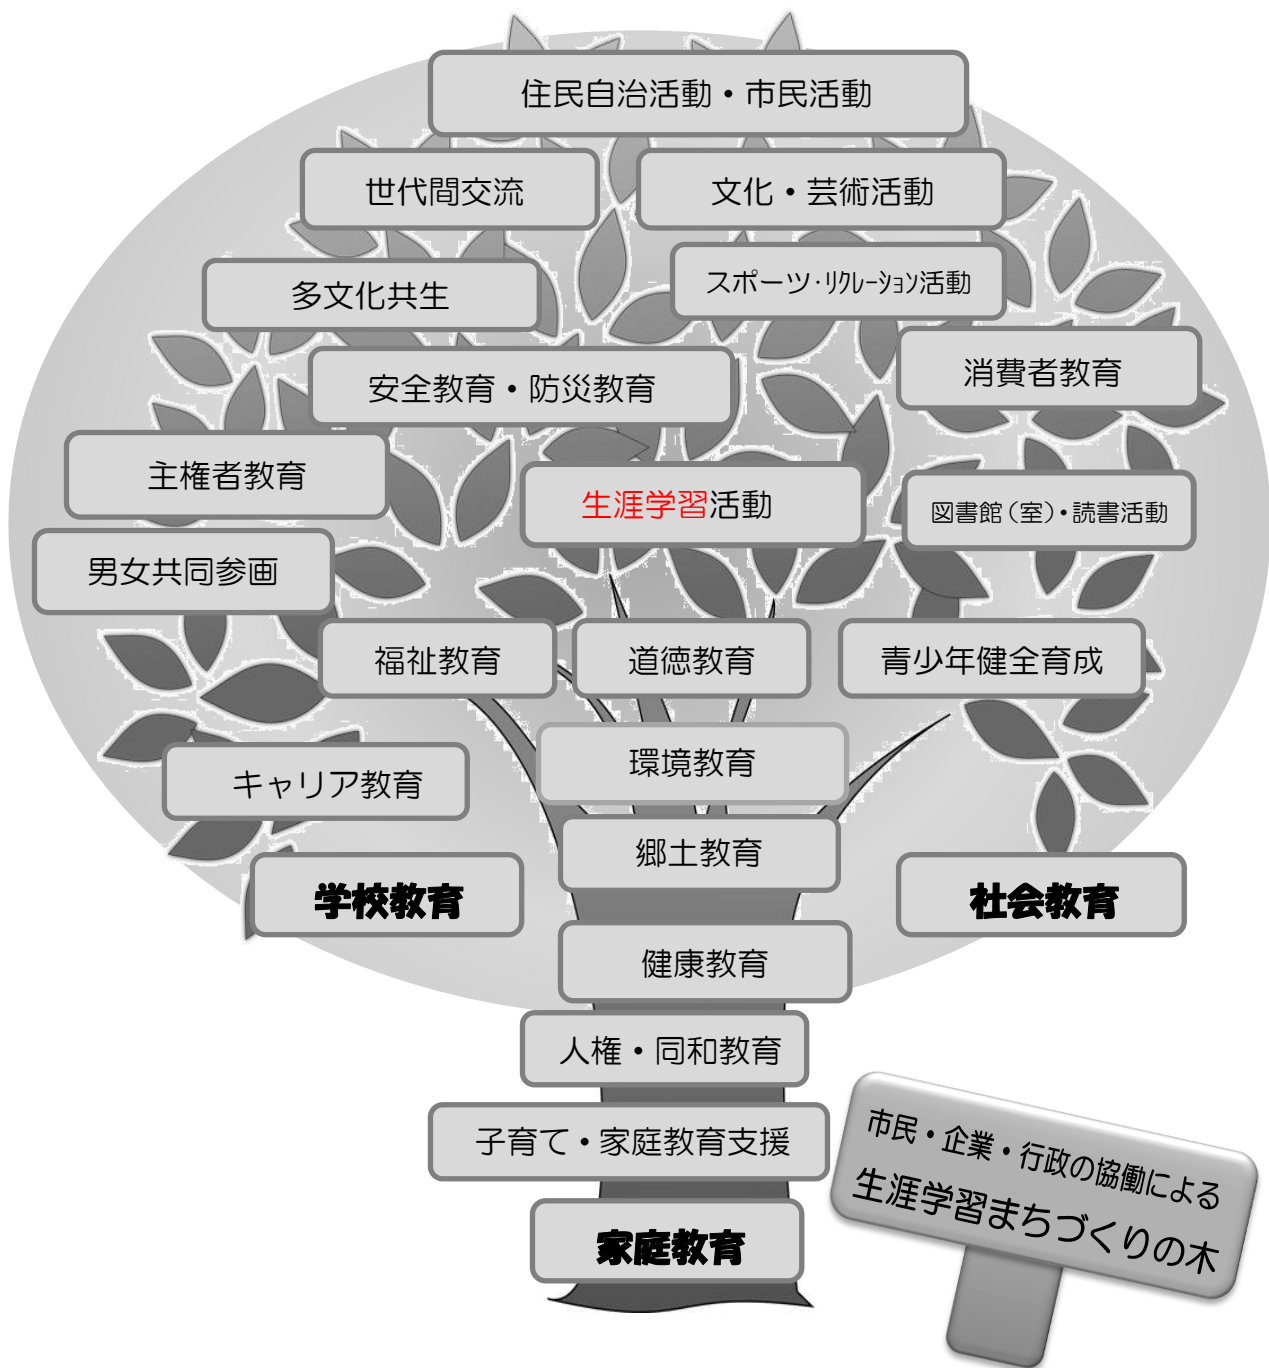 住民自治活動・市民活動
世代間交流
文化・芸術活動
多文化共生
スポーツ・リクレーション活動
安全教育・防災教育
消費者教育
主権者教育
生涯学習活動
図書館（室）・読書活動
男女共同参画
福祉教育
道徳教育
青少年健全育成
環境教育
キャリア教育
郷土教育
学校教育
社会教育
健康教育
人権・同和教育
子育て・家庭教育支援
家庭教育
市民・企業・行政の協働による
生涯学習まちづくりの木